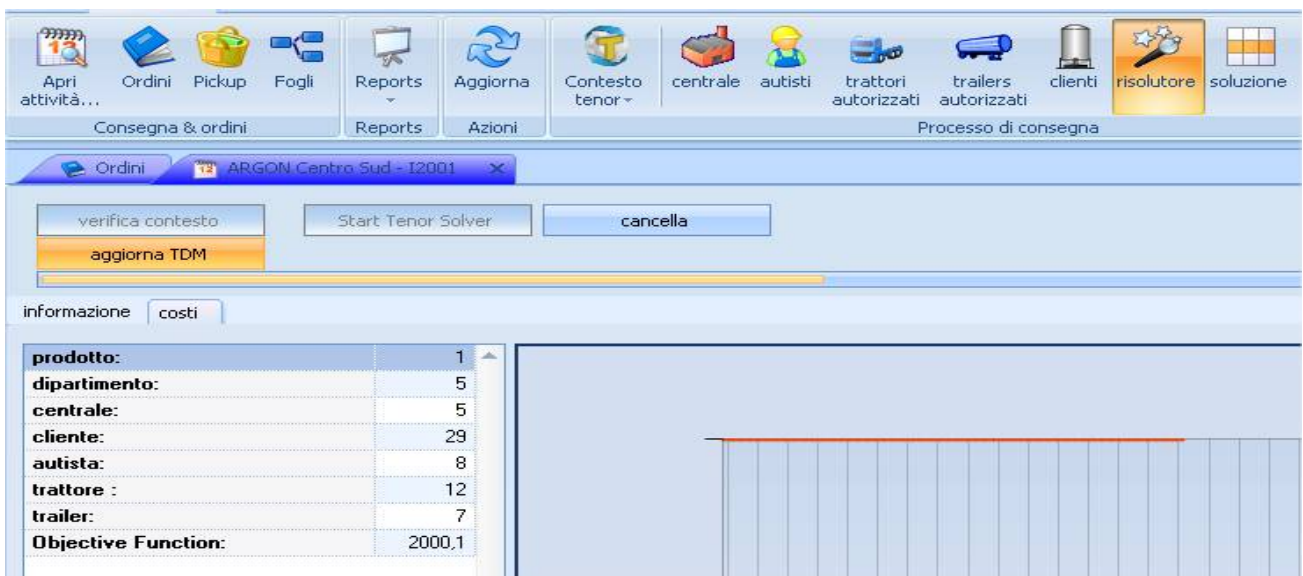 Apri attività...
Ordini
Pickup
Fogli
Reports
Aggiorna
Contesto tenor
centrale
autisti
trattori autorizzati
trailers autorizzati
clienti
risolutore
soluzione
Consegna & ordini
Reports
Azioni
Processo di consegna
Ordini
ARGON Centro Sud - I2001
verifica contesto
Start Tenor Solver
cancella
aggiorna TDM
informazione
costi
prodotto: 1
dipartimento: 5
centrale: 5
cliente: 29
autista: 8
trattore : 12
trailer: 7
Objective Function: 2000,1